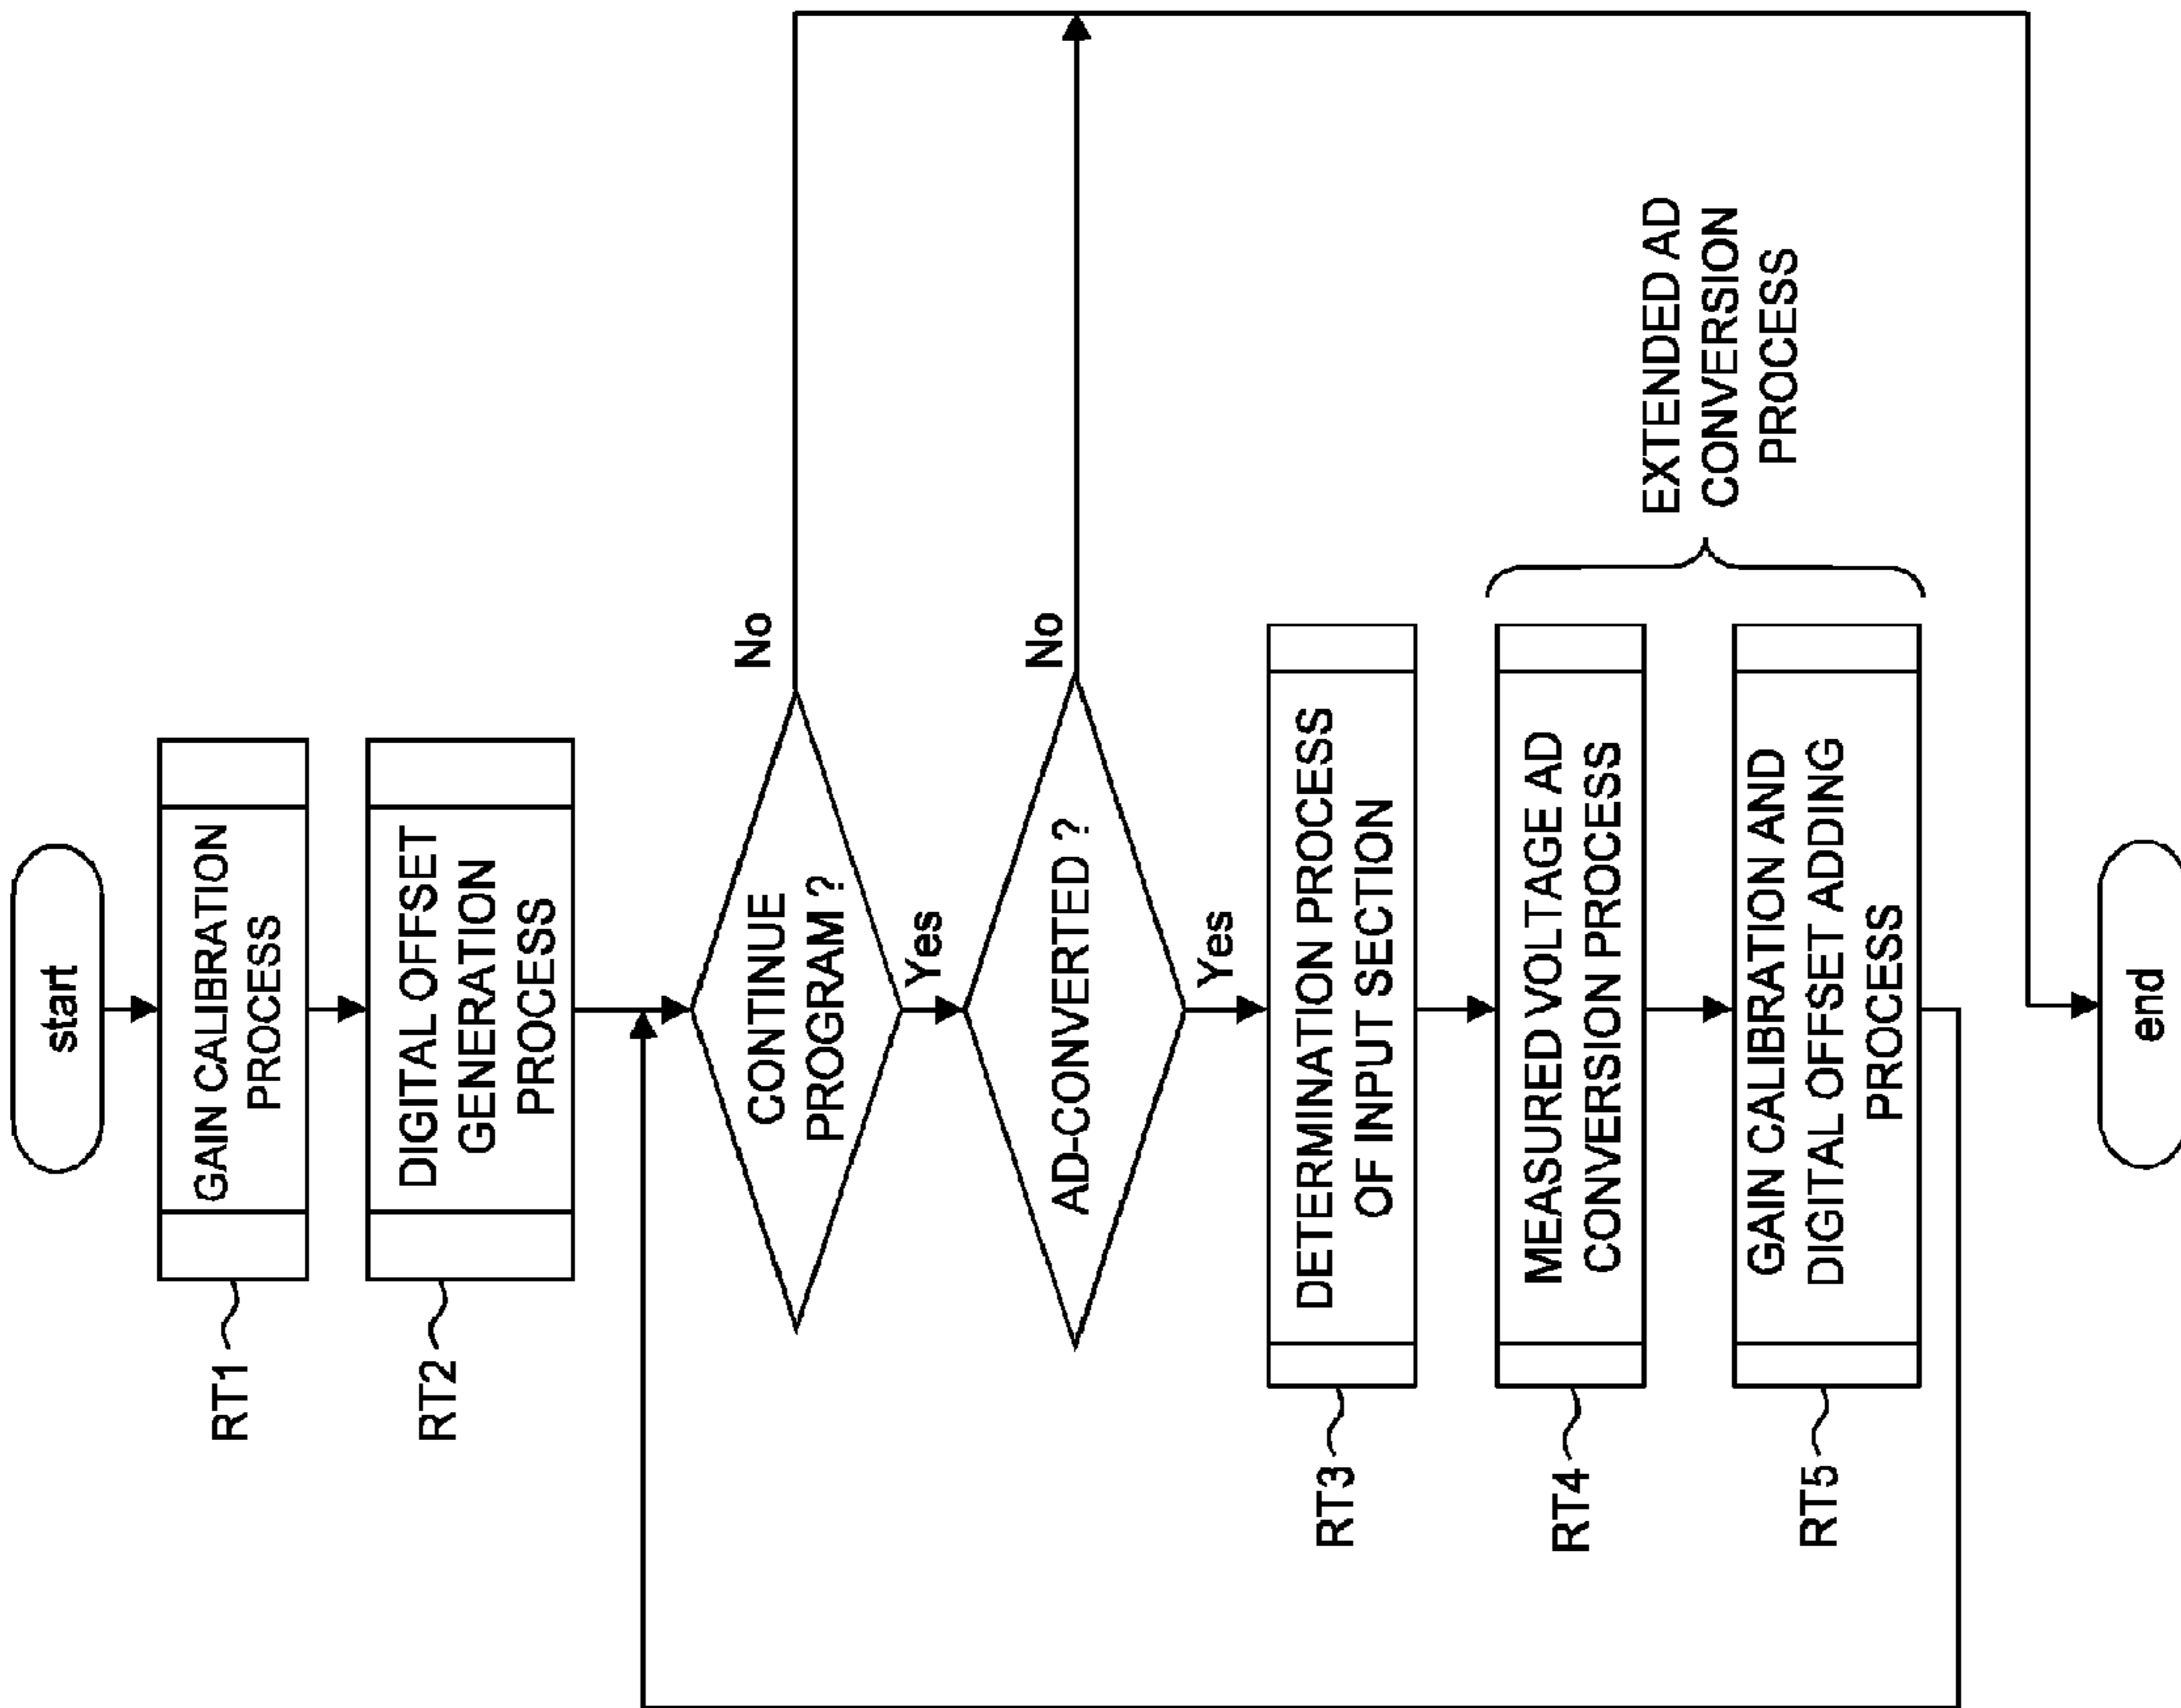 start
RT1
GAIN CALIBRATION
PROCESS
RT2
DIGITAL OFFSET
GENERATION
PROCESS
CONTINUE
PROGRAM ?
No
Yes
AD-CONVERTED ?
No
Yes
RT3
DETERMINATION PROCESS
OF INPUT SECTION
RT4
MEASURED VOLTAGE AD
CONVERSION PROCESS
RT5
GAIN CALIBRATION AND
DIGITAL OFFSET ADDING
PROCESS
EXTENDED AD
CONVERSION
PROCESS
end